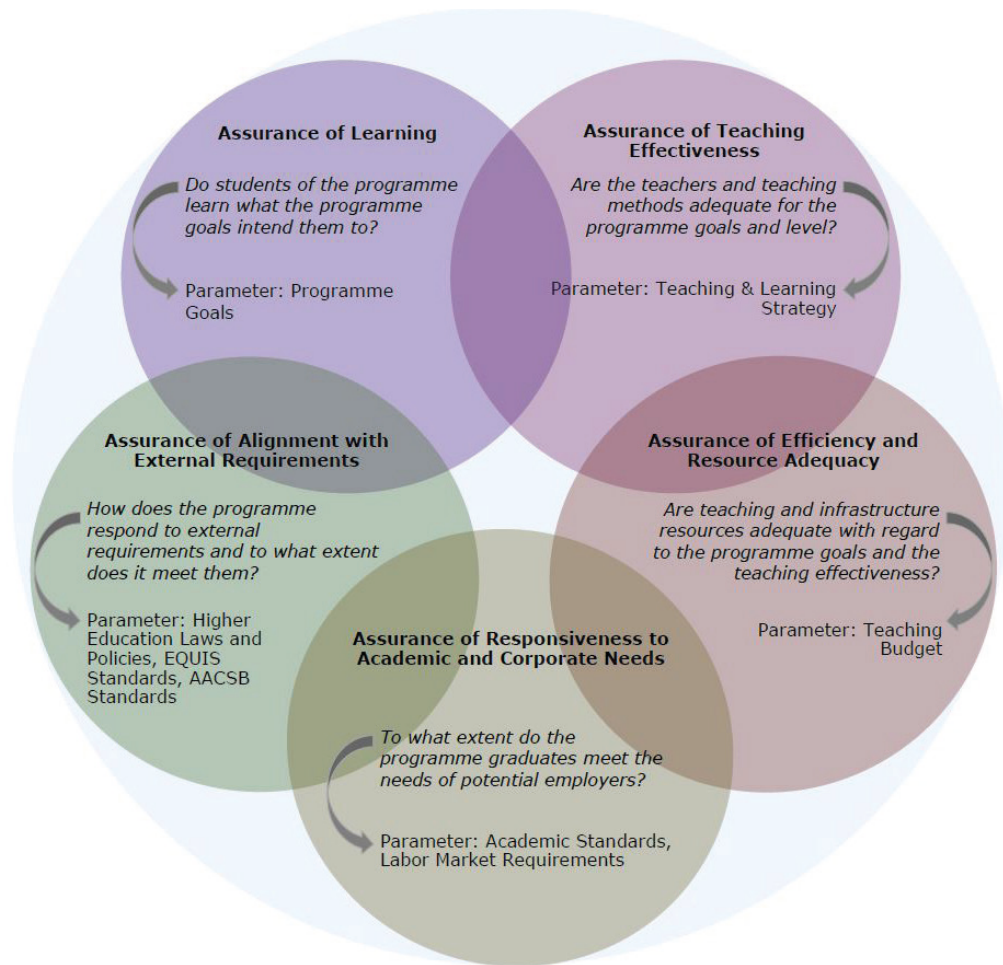 Assurance of Learning
Do students of the programme
learn what the programme
goals intend them to?
Parameter: Programme
Goals
Assurance of Teaching
Effectiveness
Are the teachers and teaching
methods adequate for the
programme goals and level?
Parameter: Teaching & Learning
Strategy
Assurance of Alignment with
External Requirements
How does the programme
respond to external
requirements and to what extent
does it meet them?
Parameter: Higher
Education Laws and
Policies, EQUIS
Standards, AACSB
Standards
Assurance of Efficiency and
Resource Adequacy
Are teaching and infrastructure
resources adequate with regard
to the programme goals and the
teaching effectiveness?
Parameter: Teaching
Budget
Assurance of Responsiveness to
Academic and Corporate Needs
To what extent do the
programme graduates meet the
needs of potential employers?
Parameter: Academic Standards,
Labor Market Requirements